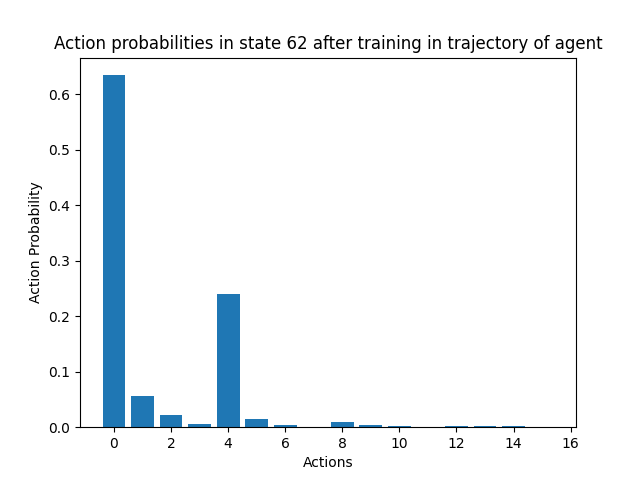 Action probabilities in state 62 after training in trajectory of agent
Action Probability
0.6
0.5
0.4
0.3
0.2
0.1
0.0
0 2 4 6 8 10 12 14 16
Actions